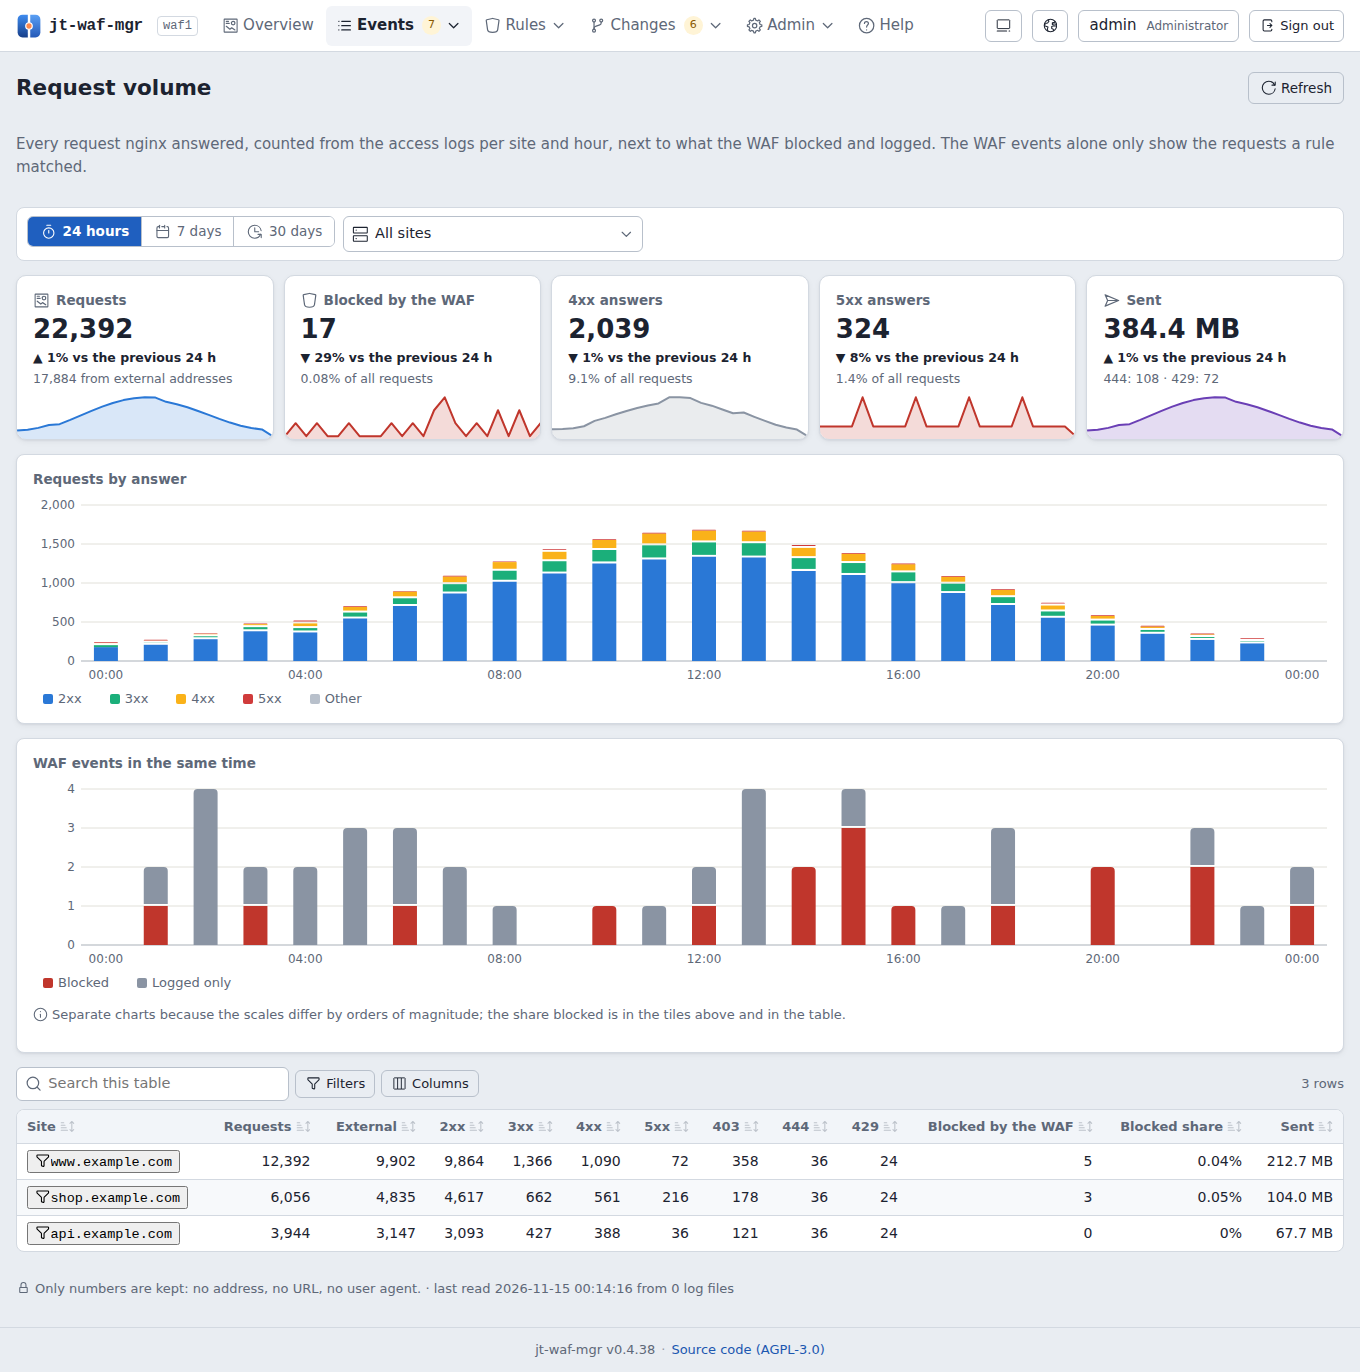 jt-waf-mgr waf1 Overview Events 7 Rules Changes 6 Admin Help admin Administrator Sign out
Request volume
Refresh
Every request nginx answered, counted from the access logs per site and hour, next to what the WAF blocked and logged. The WAF events alone only show the requests a rule
matched.
24 hours 7 days 30 days All sites
Requests
22,392
▲ 1% vs the previous 24 h
17,884 from external addresses
Blocked by the WAF
17
▼ 29% vs the previous 24 h
0.08% of all requests
4xx answers
2,039
▼ 1% vs the previous 24 h
9.1% of all requests
5xx answers
324
▼ 8% vs the previous 24 h
1.4% of all requests
Sent
384.4 MB
▲ 1% vs the previous 24 h
444: 108 · 429: 72
Requests by answer
2,000
1,500
1,000
500
0
00:00 04:00 08:00 12:00 16:00 20:00 00:00
2xx 3xx 4xx 5xx Other
WAF events in the same time
4
3
2
1
0
00:00 04:00 08:00 12:00 16:00 20:00 00:00
Blocked Logged only
Separate charts because the scales differ by orders of magnitude; the share blocked is in the tiles above and in the table.
Search this table Filters Columns 3 rows
Site Requests External 2xx 3xx 4xx 5xx 403 444 429 Blocked by the WAF Blocked share Sent
www.example.com 12,392 9,902 9,864 1,366 1,090 72 358 36 24 5 0.04% 212.7 MB
shop.example.com 6,056 4,835 4,617 662 561 216 178 36 24 3 0.05% 104.0 MB
api.example.com 3,944 3,147 3,093 427 388 36 121 36 24 0 0% 67.7 MB
Only numbers are kept: no address, no URL, no user agent. · last read 2026-11-15 00:14:16 from 0 log files
jt-waf-mgr v0.4.38 · Source code (AGPL-3.0)